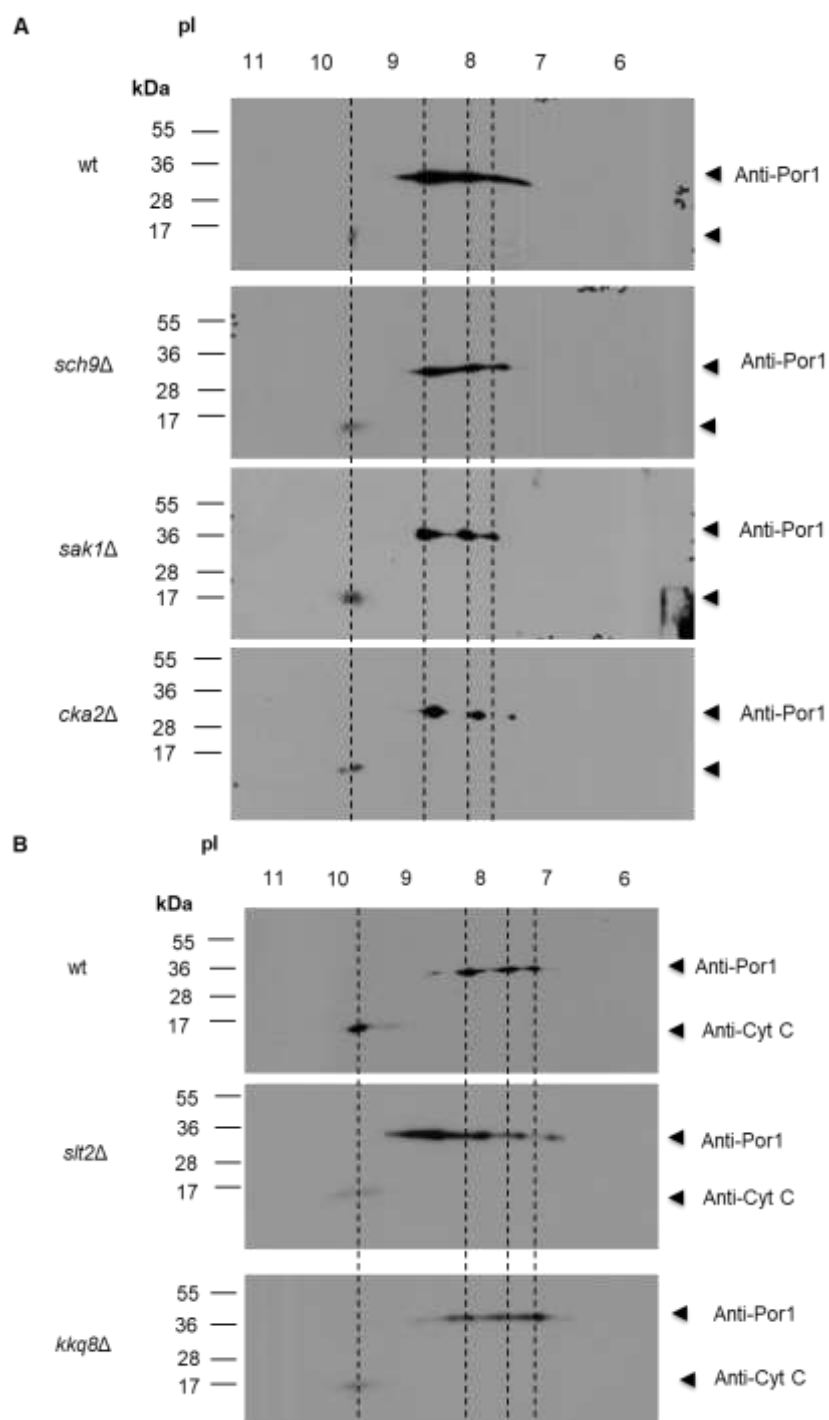 A
pI
11 10 9 8 7 6
kDa
wt
55
36
28
17
Anti-Por1
sch9Δ
55
36
28
17
Anti-Por1
sak1Δ
55
36
28
17
Anti-Por1
cka2Δ
55
36
28
17
Anti-Por1
B
pI
11 10 9 8 7 6
kDa
wt
55
36
28
17
Anti-Por1
Anti-Cyt C
slt2Δ
55
36
28
17
Anti-Por1
Anti-Cyt C
kkq8Δ
55
36
28
17
Anti-Por1
Anti-Cyt C